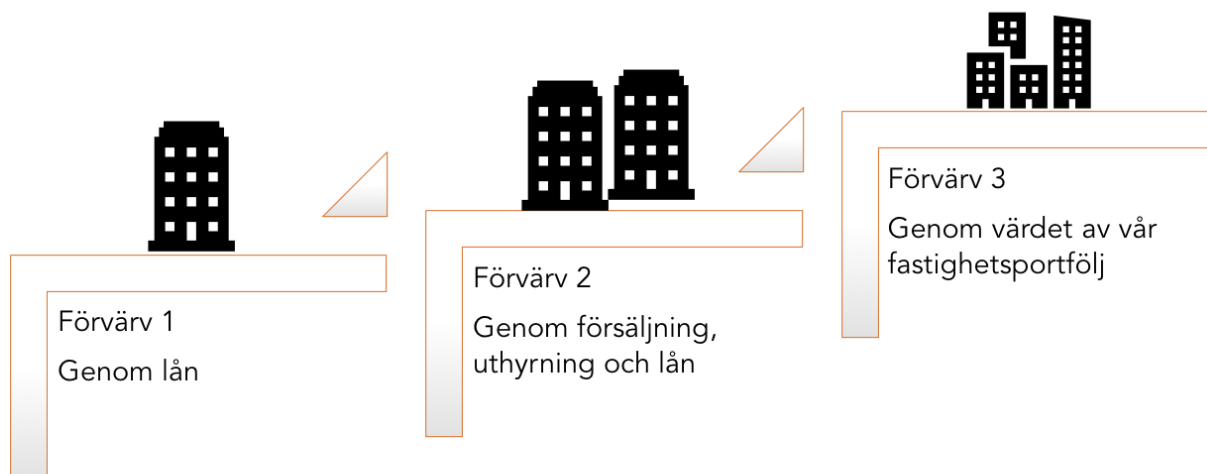 Förvärv 1
Genom lån
Förvärv 2
Genom försäljning,
uthyrning och lån
Förvärv 3
Genom värdet av vår
fastighetsportfölj